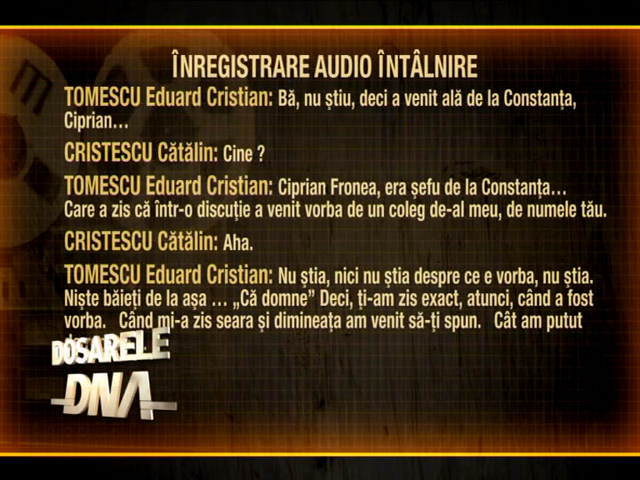 ÎNREGISTRARE AUDIO ÎNTÂLNIRE
TOMESCU Eduard Cristian: Bă, nu știu, deci a venit ală de la Constanța,
Ciprian...
CRISTESCU Cătălin: Cine ?
TOMESCU Eduard Cristian: Ciprian Fronea, era șefu de la Constanța...
Care a zis că într-o discuție a venit vorba de un coleg de-al meu, de numele tău.
CRISTESCU Cătălin: Aha.
TOMESCU Eduard Cristian: Nu știa, nici nu știa despre ce e vorba, nu știa.
Niște băieți de la așa ... „Că domne” Deci, ți-am zis exact, atunci, când a fost
vorba. Când mi-a zis seara și dimineața am venit să-ți spun. Cât am putut
DOSARELE
DNA